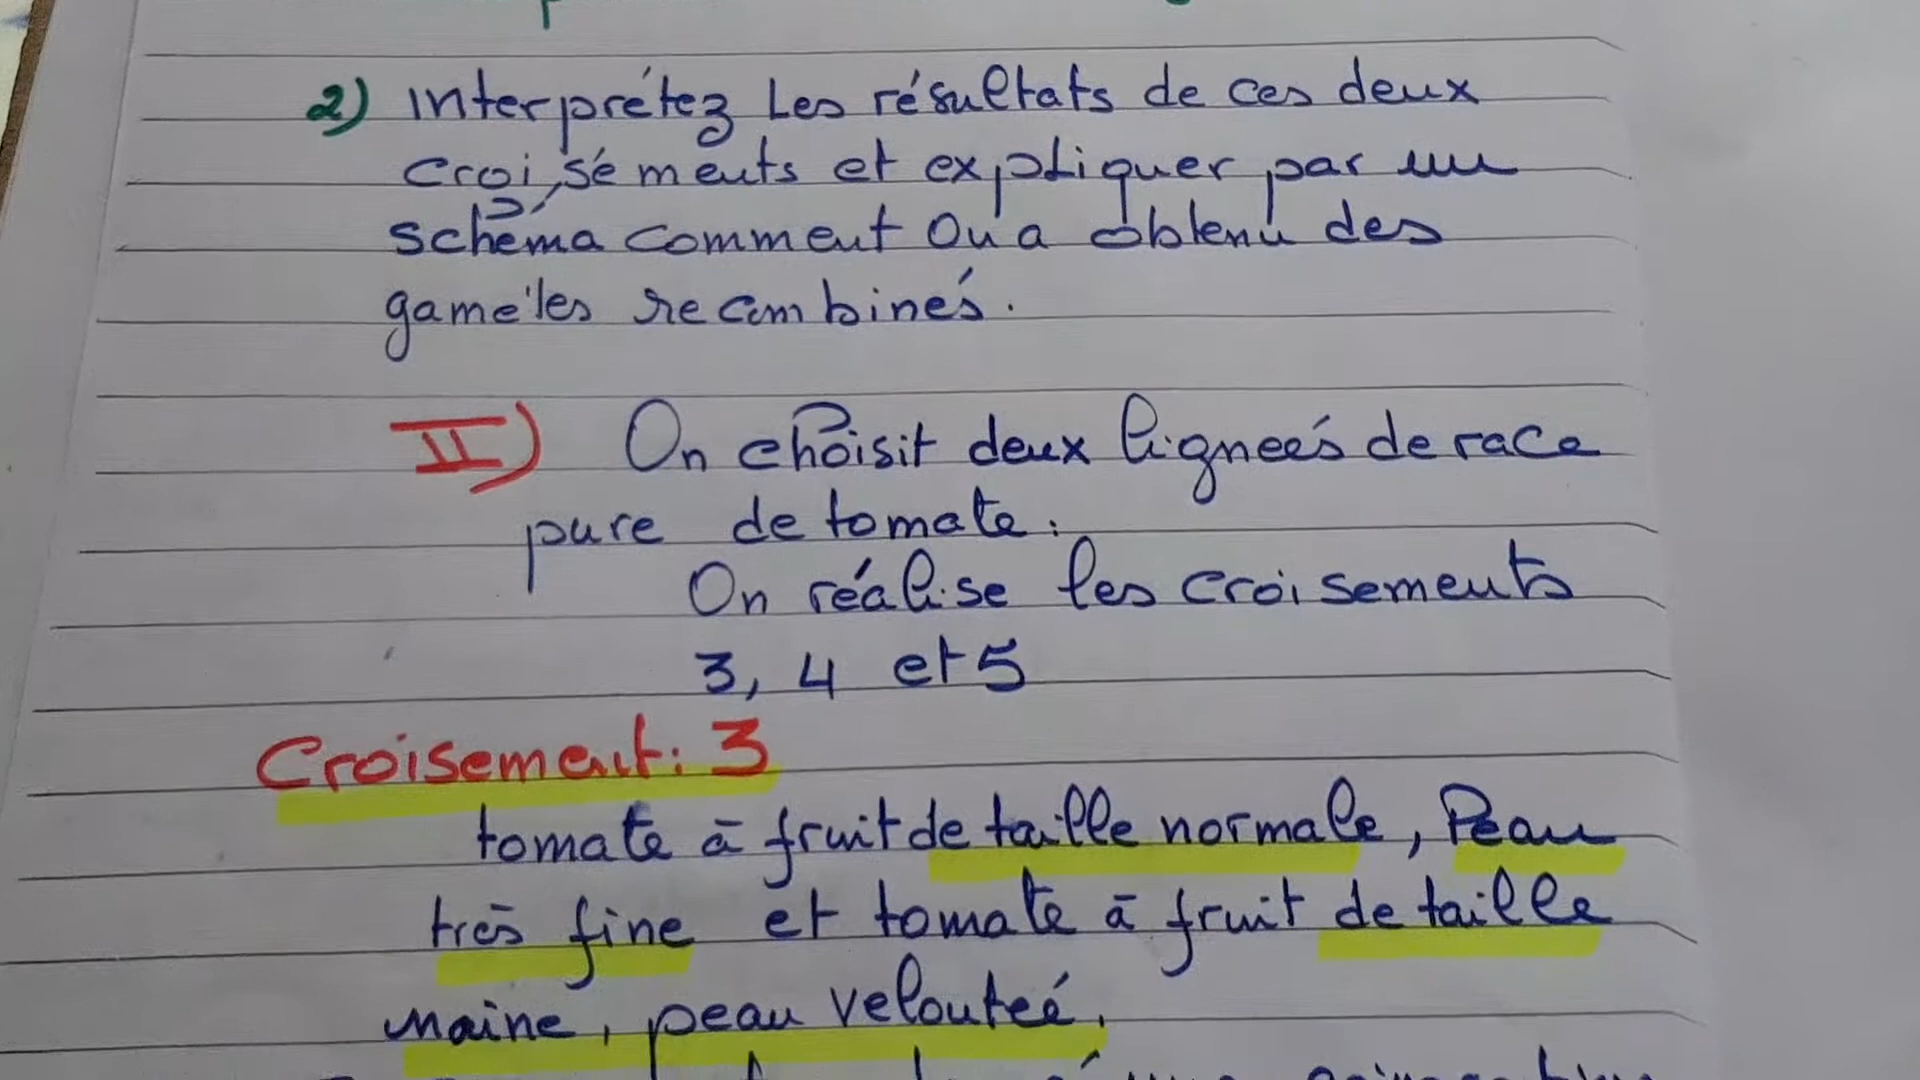 2) interprétez Les résultats de ces deux
croisements et expliquer par un
schéma comment on a obtenu des
gamètes recombinés.
II) On choisit deux lignées de race
pure de tomate.
On réalise les croisements
3, 4 et 5
Croisement: 3
tomate à fruit de taille normale, Peau
très fine et tomate à fruit de taille
naine, peau veloutée.